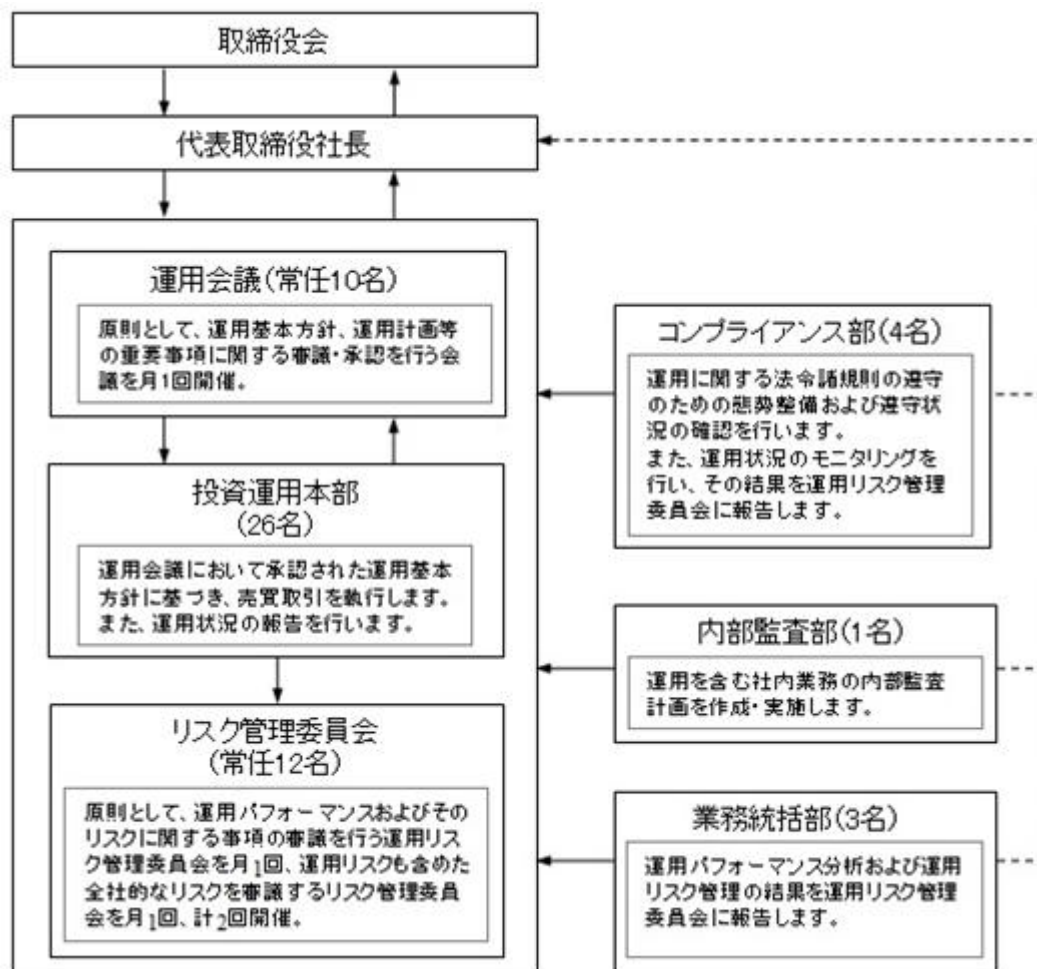 取締役会
代表取締役社長
運用会議(常任10名)
原則として、運用基本方針、運用計画等
の重要事項に関する審議・承認を行う会
議を月1回開催。
投資運用本部
(26名)
運用会議において承認された運用基本
方針に基づき、売買取引を執行します。
また、運用状況の報告を行います。
リスク管理委員会
(常任12名)
原則として、運用パフォーマンスおよびその
リスクに関する事項の審議を行う運用リス
ク管理委員会を月1回、運用リスクも含めた
全社的なリスクを審議するリスク管理委員
会を月1回、計2回開催。
コンプライアンス部(4名)
運用に関する法令諸規則の遵守
のための態勢整備および遵守状
況の確認を行います。
また、運用状況のモニタリングを
行い、その結果を運用リスク管理
委員会に報告します。
内部監査部(1名)
運用を含む社内業務の内部監査
計画を作成・実施します。
業務統括部(3名)
運用パフォーマンス分析および運用
リスク管理の結果を運用リスク管理
委員会に報告します。